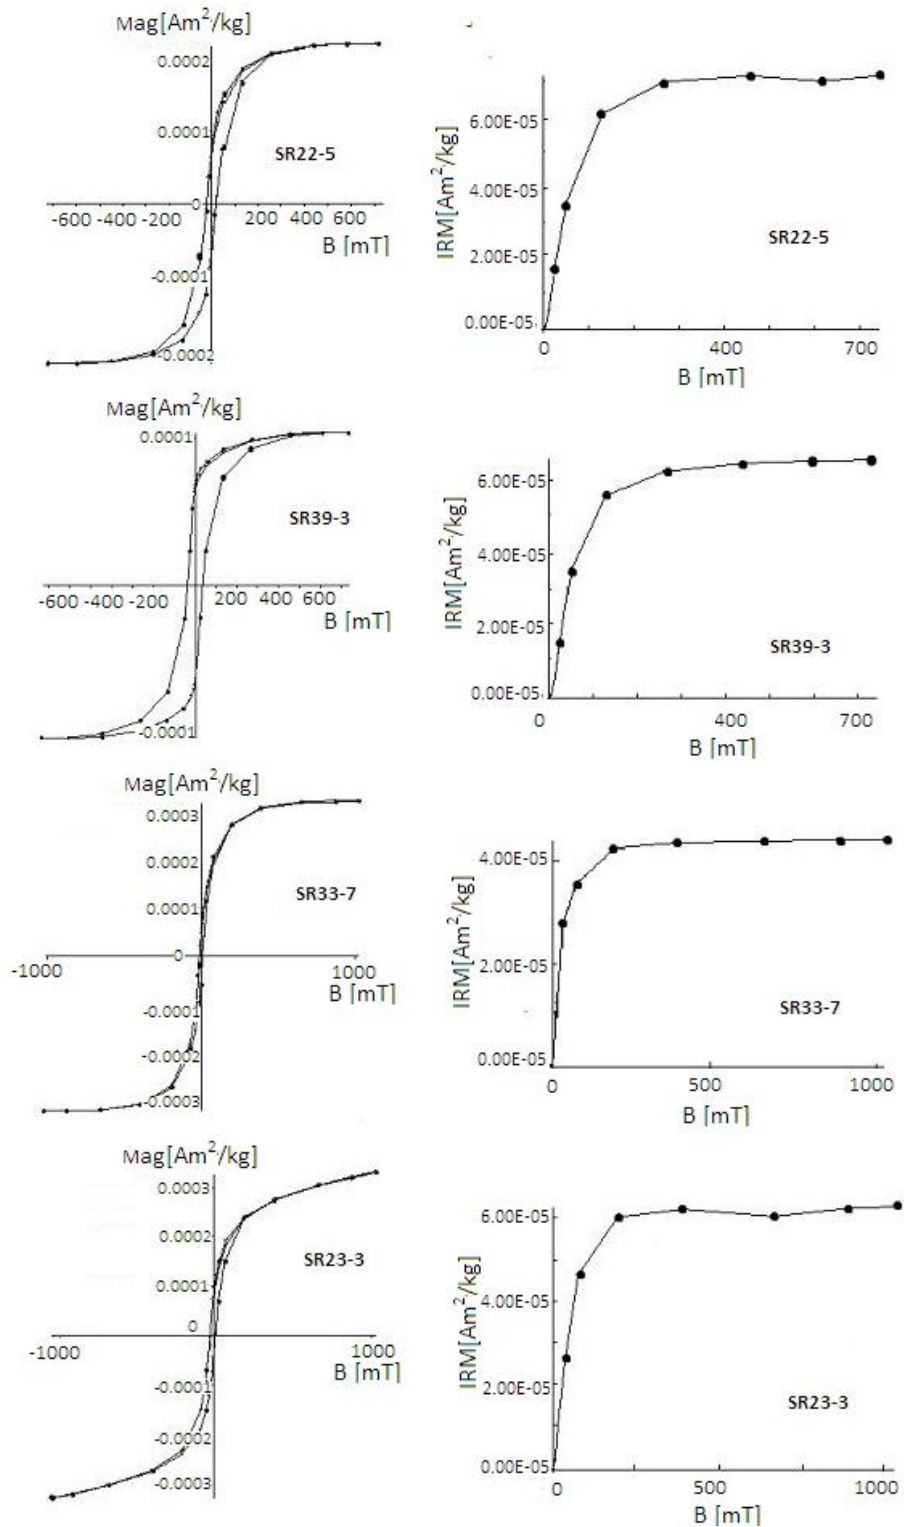 Mag[Am²/kg]
0.0002
0.0001
SR22-5
0
-600 -400 -200 0 200 400 600
B [mT]
-0.0001
-0.0002
IRM[Am²/kg]
6.00E-05
4.00E-05
2.00E-05
0.00E-05
SR22-5
0 400 700
B [mT]
Mag[Am²/kg]
0.0001
SR39-3
-600 -400 -200 200 400 600
B [mT]
-0.0001
IRM[Am²/kg]
6.00E-05
4.00E-05
2.00E-05
0.00E-05
SR39-3
0 400 700
B [mT]
Mag[Am²/kg]
0.0003
0.0002
0.0001
SR33-7
0
-1000 1000
B [mT]
-0.0001
-0.0002
-0.0003
IRM[Am²/kg]
4.00E-05
2.00E-05
0.00E-05
SR33-7
0 500 1000
B [mT]
Mag[Am²/kg]
0.0003
0.0002
0.0001
SR23-3
0
-1000 1000
B [mT]
-0.0001
-0.0002
-0.0003
IRM[Am²/kg]
6.00E-05
4.00E-05
2.00E-05
0.00E-05
SR23-3
0 500 1000
B [mT]